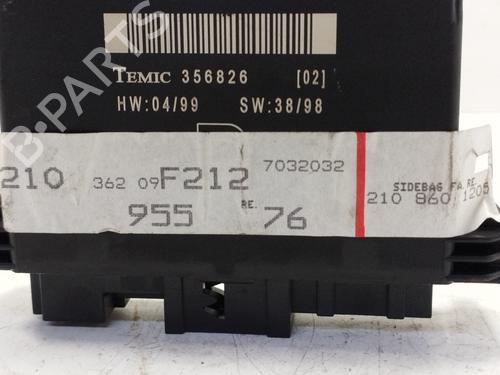 TEMIC 356826 [02]
HW:04/99 SW:38/98
210 362 09 F212 7032032
955 RE. 76
SIDEBAG FA.RE.
210 860 1205
B-PARTS